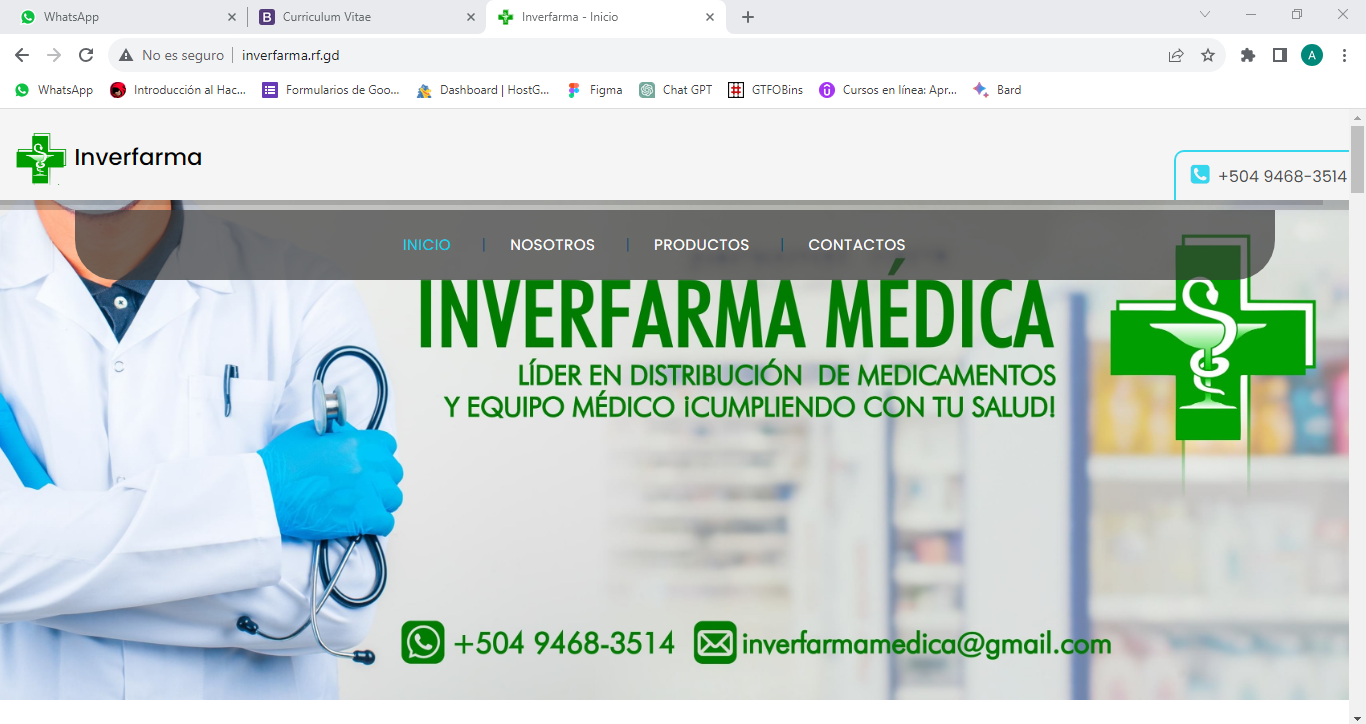 WhatsApp
Curriculum Vitae
Inverfarma - Inicio
No es seguro
inverfarma.rf.gd
A
WhatsApp
Introducción al Hac...
Formularios de Goo...
Dashboard | HostG...
Figma
Chat GPT
GTFOBins
Cursos en línea: Apr...
Bard
Inverfarma
+504 9468-3514
INICIO
NOSOTROS
PRODUCTOS
CONTACTOS
INVERFARMA MÉDICA
LÍDER EN DISTRIBUCIÓN DE MEDICAMENTOS
Y EQUIPO MÉDICO ¡CUMPLIENDO CON TU SALUD!
+504 9468-3514
inverfarmamedica@gmail.com